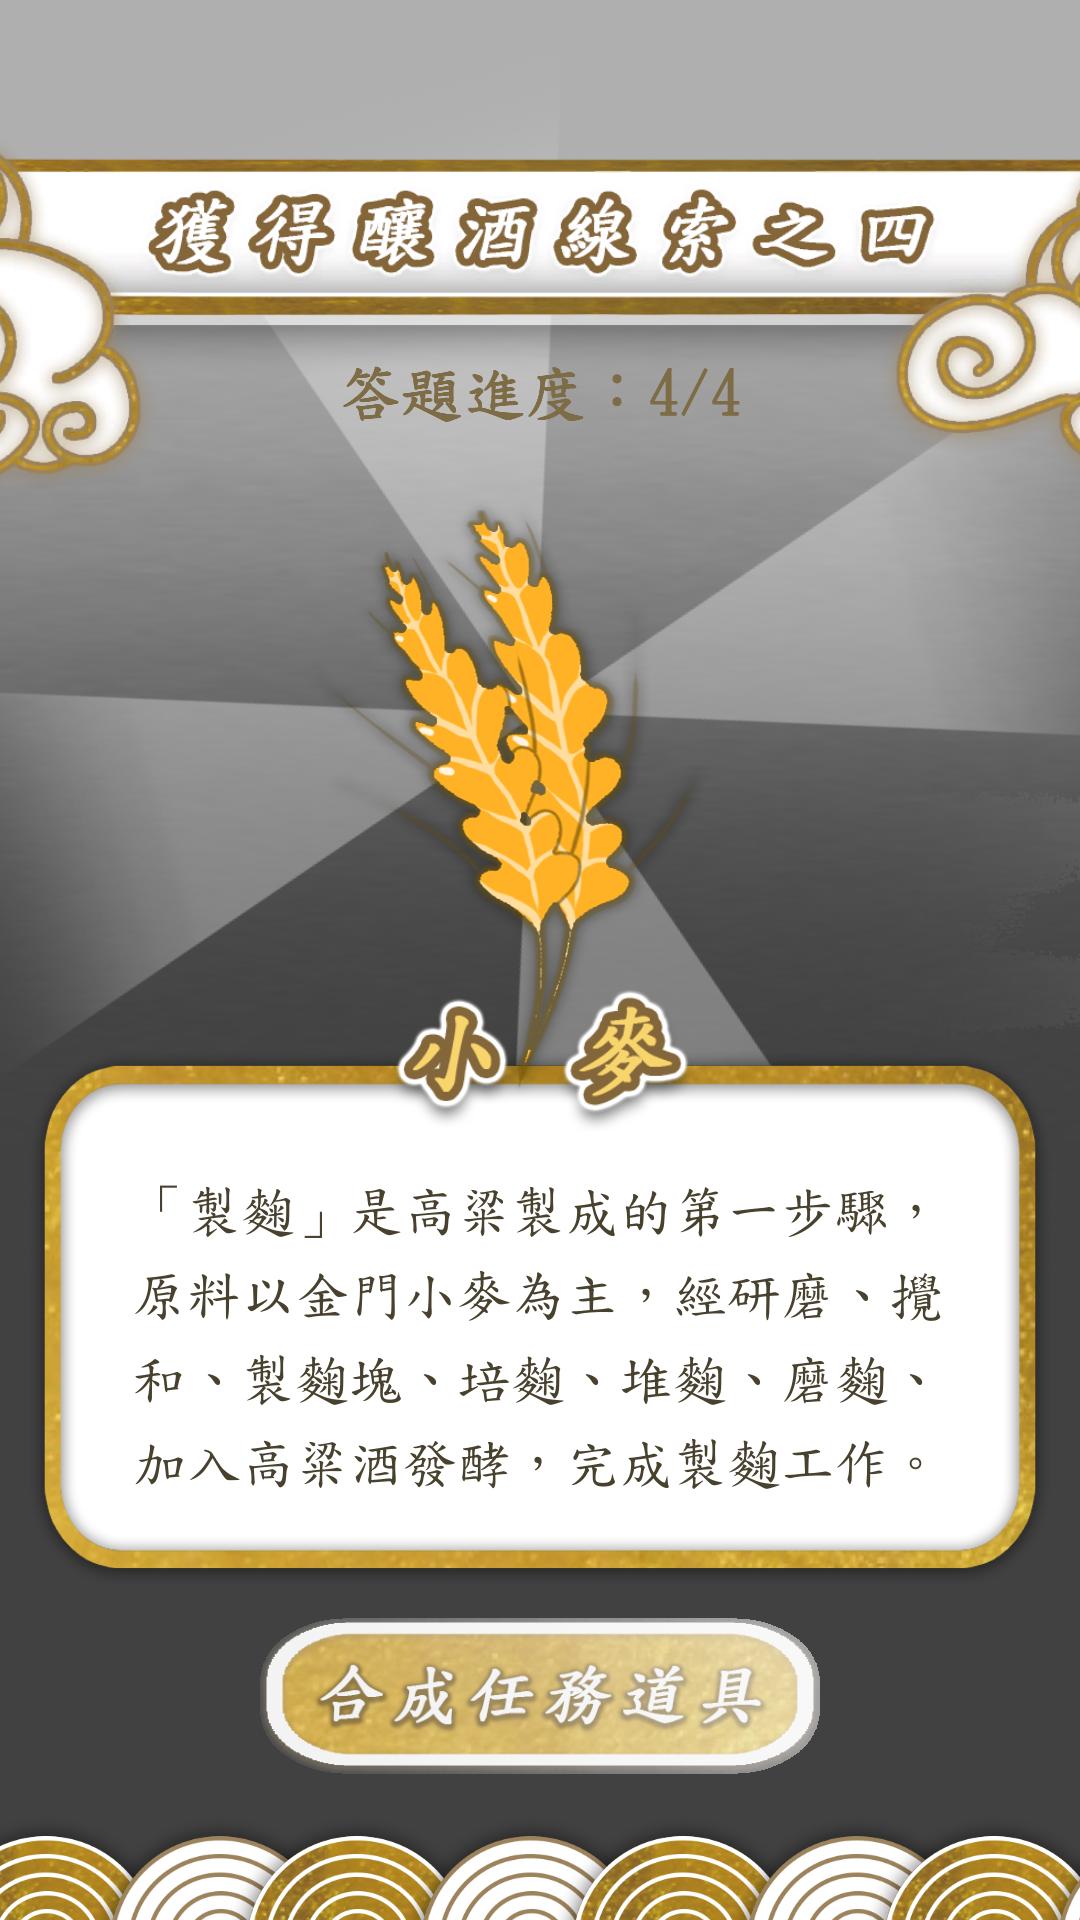 獲得釀酒線索之四
答題進度：4/4
小麥
「製麴」是高粱製成的第一步驟，
原料以金門小麥為主，經研磨、攪
和、製麴塊、培麴、堆麴、磨麴、
加入高粱酒發酵，完成製麴工作。
合成任務道具